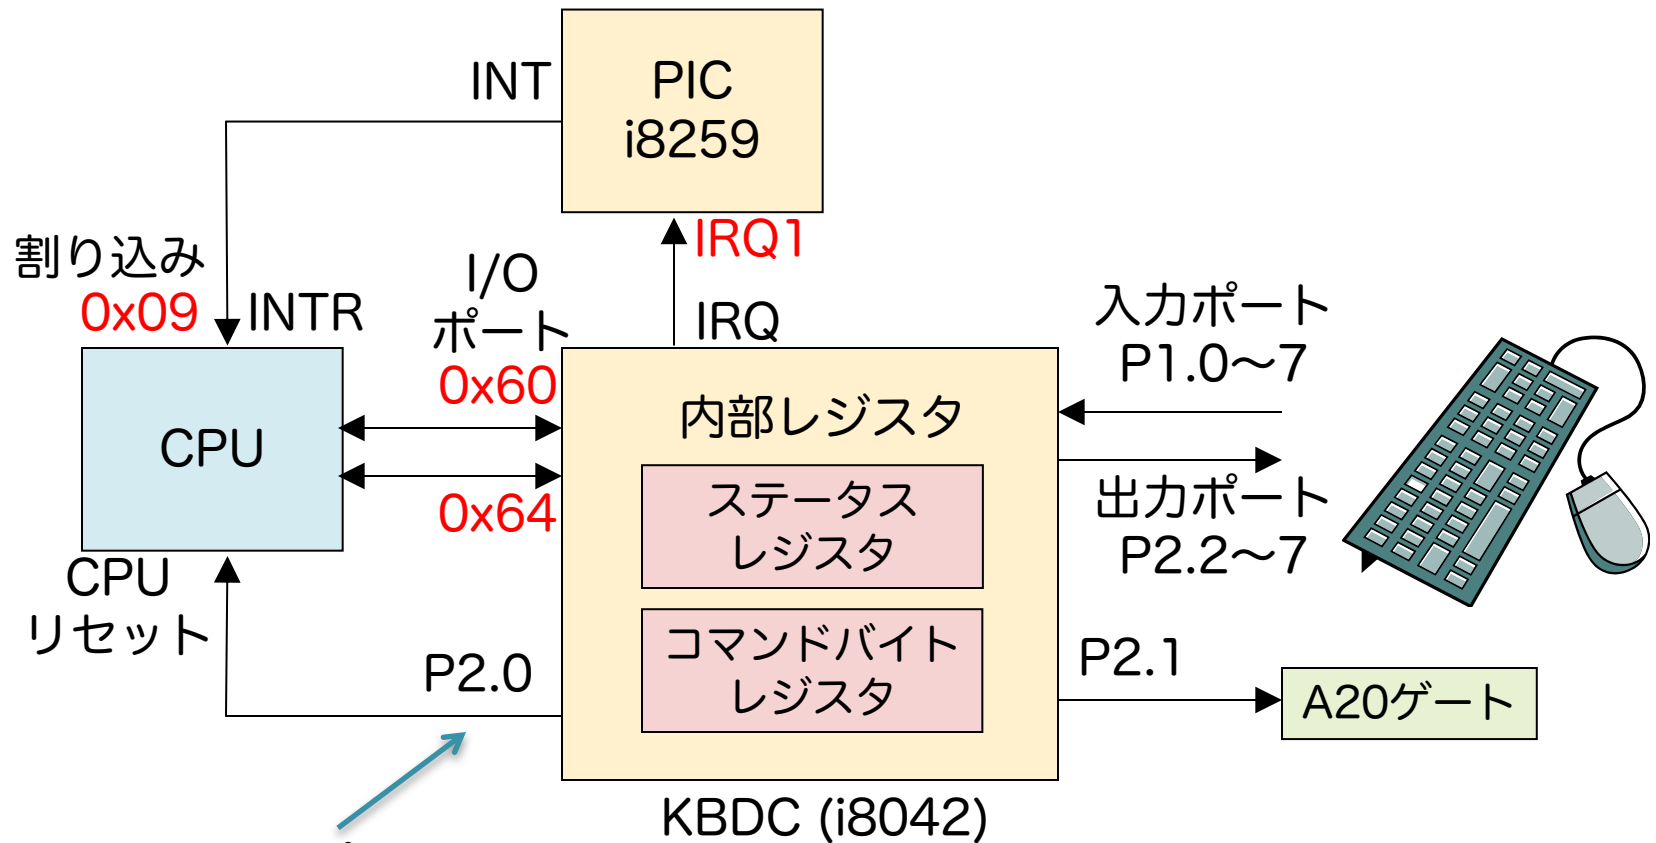 INT
PIC
i8259
IRQ1
割り込み
0x09
INTR
I/O
ポート
0x60
IRQ
入力ポート
P1.0〜7
CPU
0x64
内部レジスタ
ステータス
レジスタ
出力ポート
P2.2〜7
CPU
リセット
コマンドバイト
レジスタ
P2.0
P2.1
A20ゲート
KBDC (i8042)